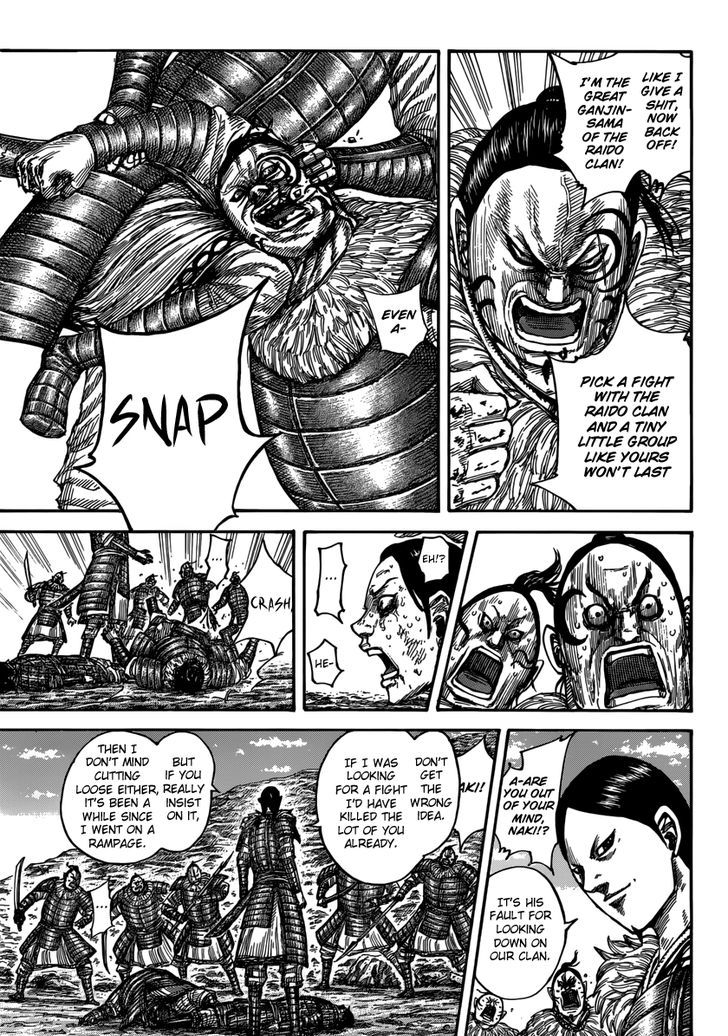 LIKE I
GIVE A
SHIT,
NOW
BACK
OFF!
I'M THE
GREAT
GANJIN-
SAMA
OF THE
RAIDO
CLAN!
PICK A FIGHT
WITH THE
RAIDO CLAN
AND A TINY
LITTLE GROUP
LIKE YOURS
WON'T LAST
EVEN
A-
SNAP
EH!?
...
HE-
...
CRASH
A-ARE
YOU OUT
OF YOUR
MIND,
NAKI!?
IT'S HIS
FAULT FOR
LOOKING
DOWN ON
OUR CLAN.
AKI!
DON'T
GET
THE
WRONG
IDEA.
IF I WAS
LOOKING
FOR A FIGHT
I'D HAVE
KILLED THE
LOT OF YOU
ALREADY.
BUT
IF YOU
REALLY
INSIST
ON IT,
THEN I
DON'T MIND
CUTTING
LOOSE EITHER,
IT'S BEEN A
WHILE SINCE
I WENT ON A
RAMPAGE.
...